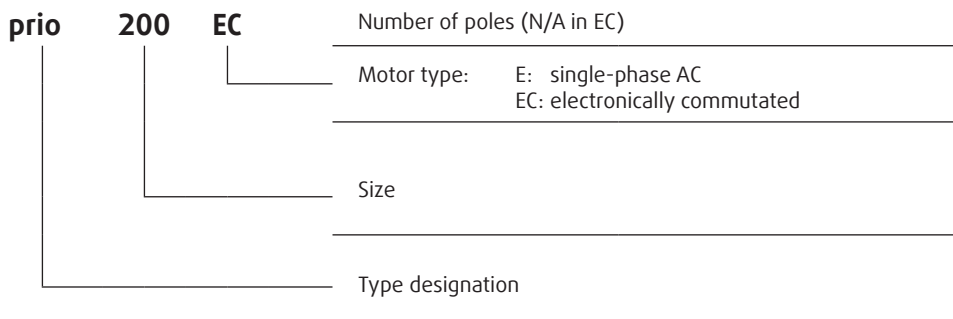 prio 200 EC
Number of poles (N/A in EC)
Motor type: E: single-phase AC
EC: electronically commutated
Size
Type designation